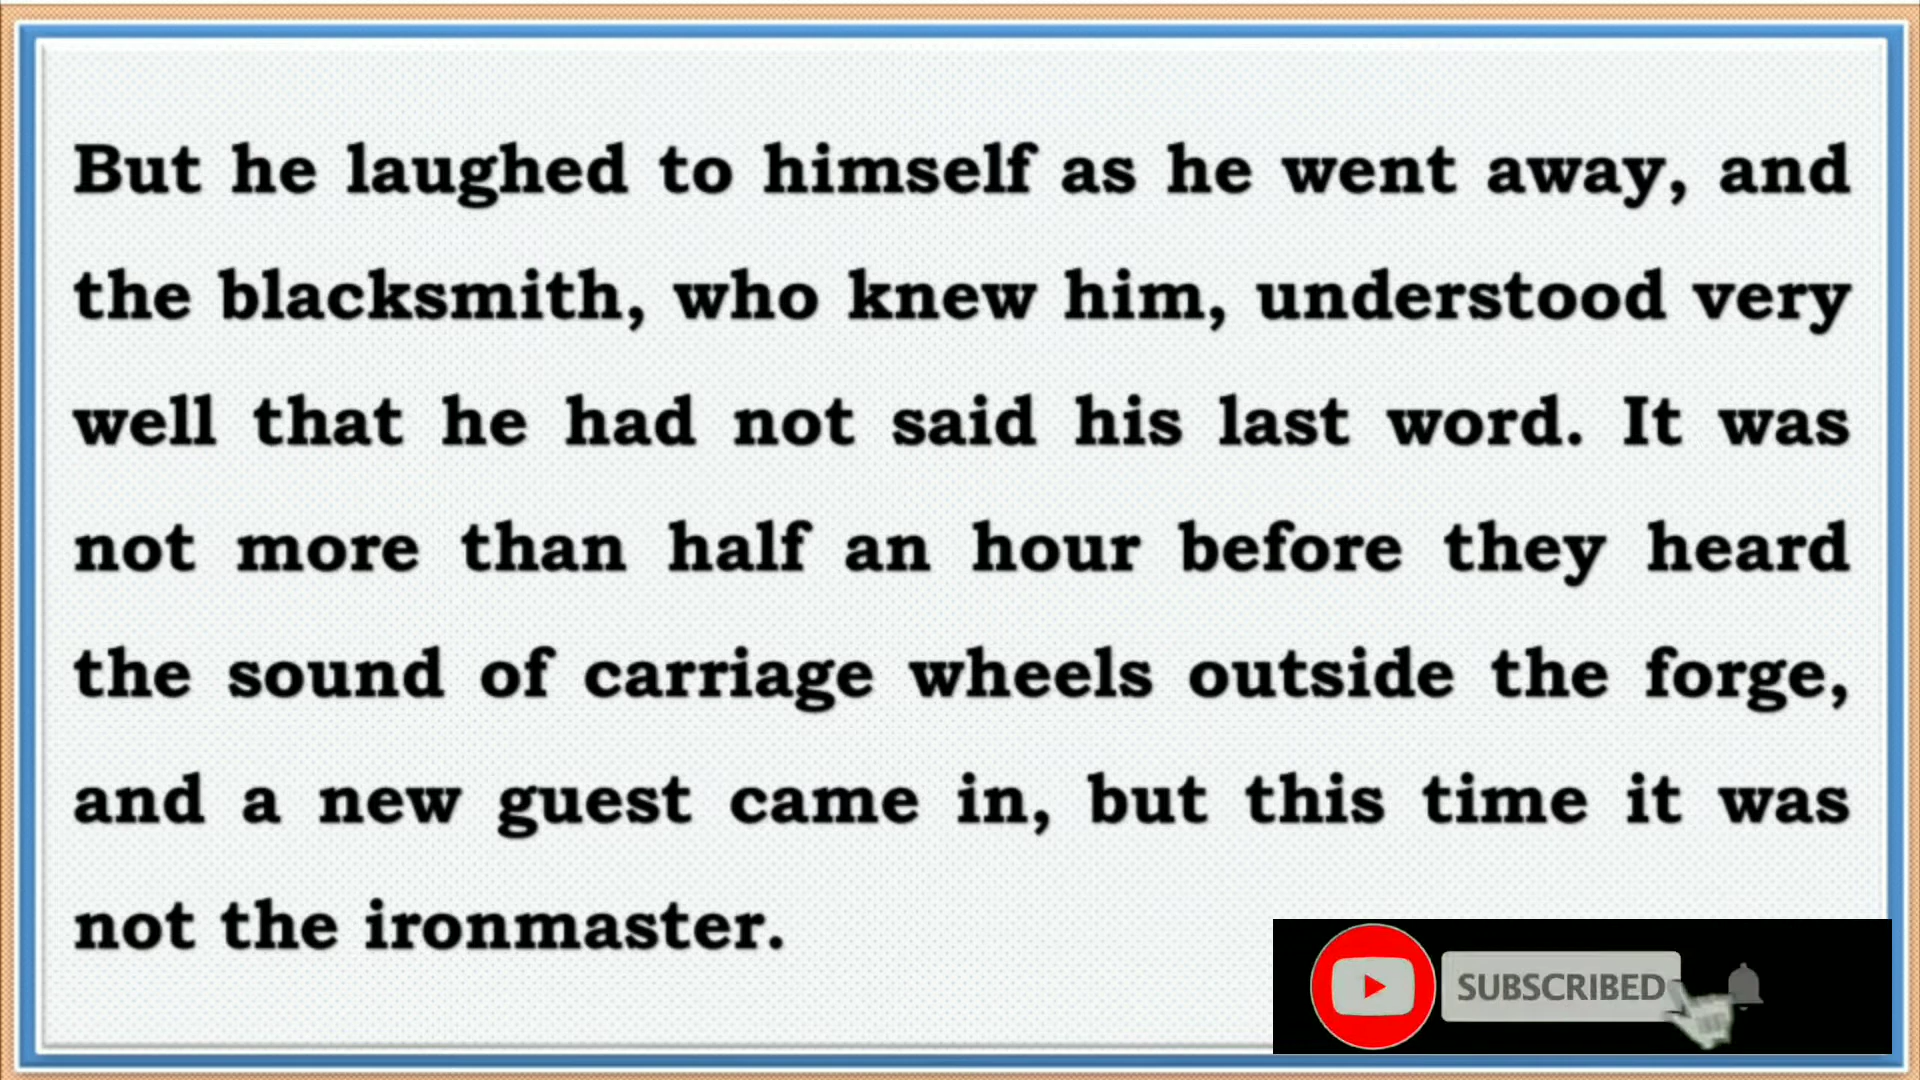 But he laughed to himself as he went away, and
the blacksmith, who knew him, understood very
well that he had not said his last word. It was
not more than half an hour before they heard
the sound of carriage wheels outside the forge,
and a new guest came in, but this time it was
not the ironmaster.
SUBSCRIBED